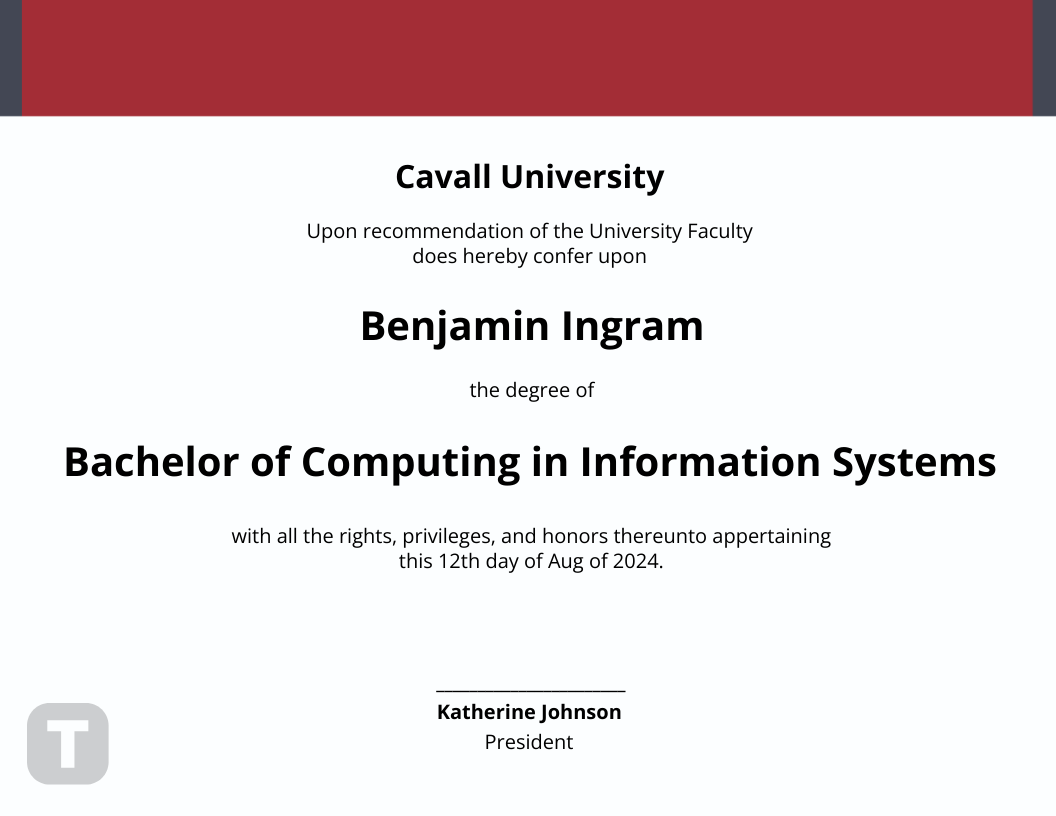 Cavall University
Upon recommendation of the University Faculty
does hereby confer upon
Benjamin Ingram
the degree of
Bachelor of Computing in Information Systems
with all the rights, privileges, and honors thereunto appertaining
this 12th day of Aug of 2024.
Katherine Johnson
President
T